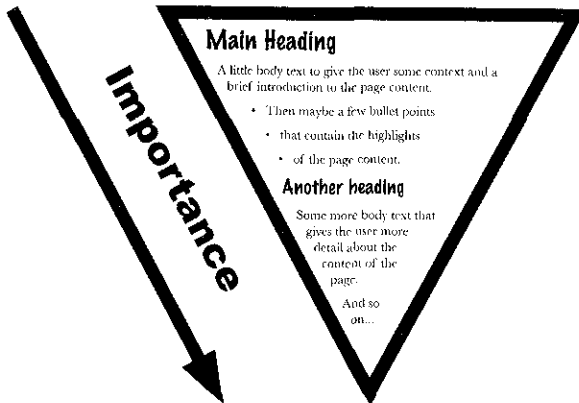 Importance
Main Heading
A little body text to give the user some context and a
brief introduction to the page content.
• Then maybe a few bullet points
• that contain the highlights
• of the page content.
Another heading
Some more body text that
gives the user more
detail about the
content of the
page.
And so
on...